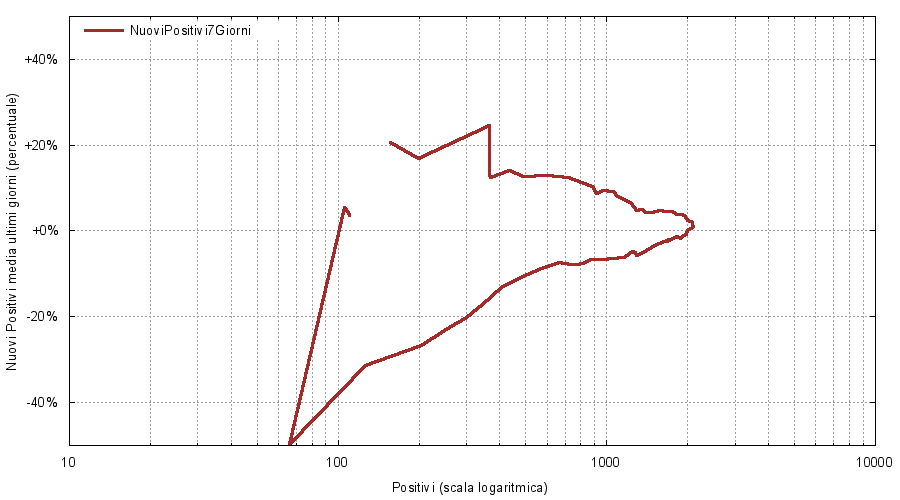 NuoviPositivi7Giorni
+40%
+20%
+0%
-20%
-40%
Nuovi Positivi media ultimi giorni (percentuale)
10 100 1000 10000
Positivi (scala logaritmica)